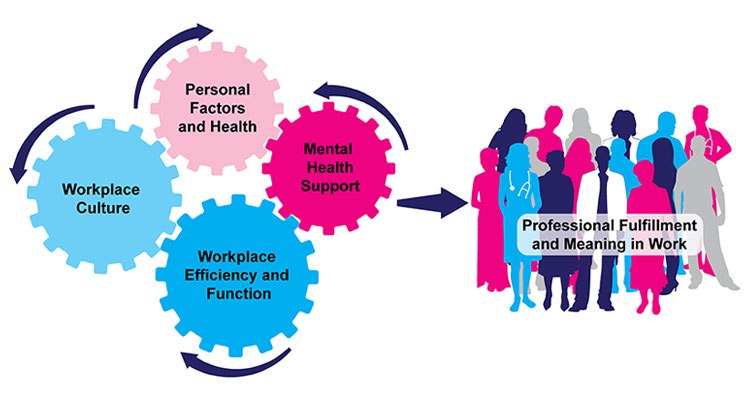 Personal
Factors
and Health
Mental
Health
Support
Workplace
Culture
Workplace
Efficiency and
Function
Professional Fulfillment
and Meaning in Work